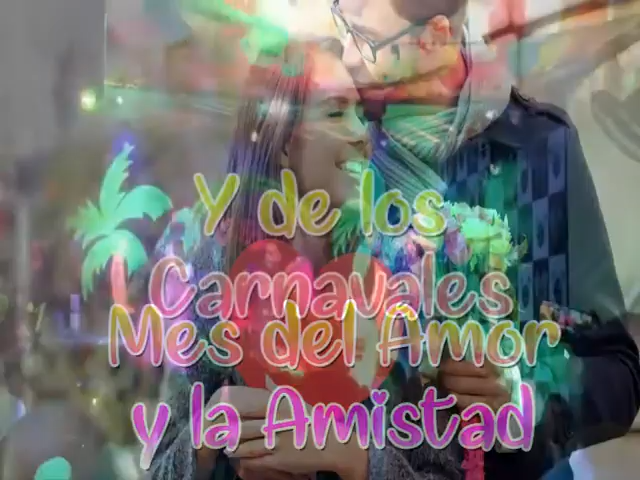 Y de los
Carnavales
Mes del Amor
y la Amistad